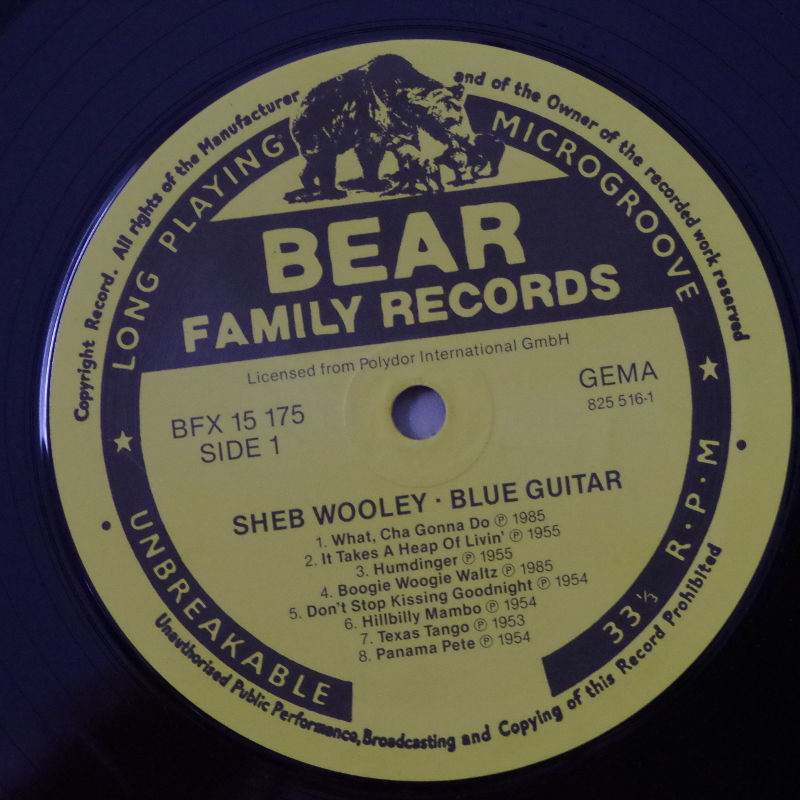 Copyright Record. All rights of the Manufacturer and of the Owner of the recorded work reserved
LONG PLAYING MICROGROOVE
BEAR
FAMILY RECORDS
Licensed from Polydor International GmbH
BFX 15 175
SIDE 1
GEMA
825 516-1
SHEB WOOLEY · BLUE GUITAR
1. What, Cha Gonna Do ℗ 1985
2. It Takes A Heap Of Livin' ℗ 1955
3. Humdinger ℗ 1955
4. Boogie Woogie Waltz ℗ 1985
5. Don't Stop Kissing Goodnight ℗ 1954
6. Hillbilly Mambo ℗ 1954
7. Texas Tango ℗ 1953
8. Panama Pete ℗ 1954
UNBREAKABLE
33 ⅓ R·P·M
Unauthorised Public Performance, Broadcasting and Copying of this Record Prohibited